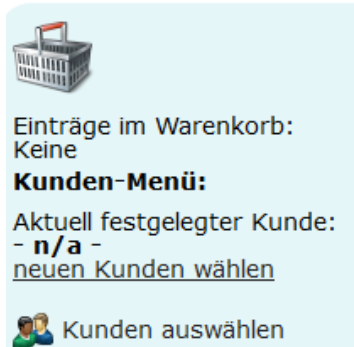 Einträge im Warenkorb:
Keine
Kunden-Menü:
Aktuell festgelegter Kunde:
- n/a -
neuen Kunden wählen
Kunden auswählen